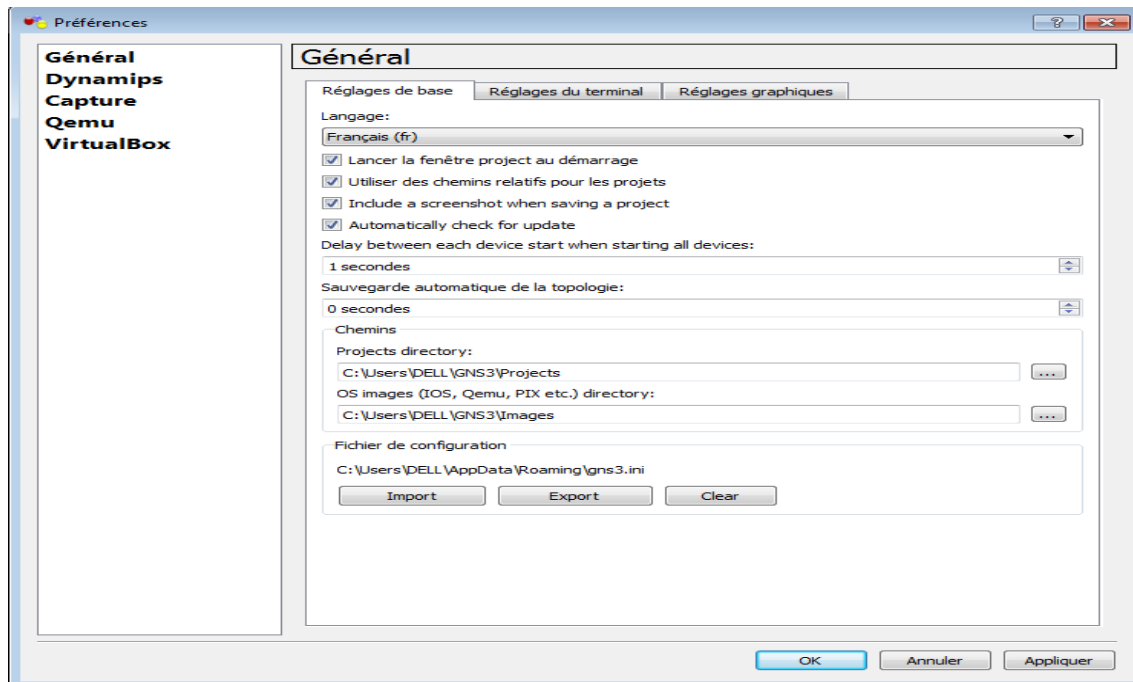 Préférences
Général
Dynamips
Capture
Qemu
VirtualBox
Général
Réglages de base
Réglages du terminal
Réglages graphiques
Langage:
Français (fr)
Lancer la fenêtre project au démarrage
Utiliser des chemins relatifs pour les projets
Include a screenshot when saving a project
Automatically check for update
Delay between each device start when starting all devices:
1 secondes
Sauvegarde automatique de la topologie:
0 secondes
Chemins
Projects directory:
C:\Users\DELL\GNS3\Projects
...
OS images (IOS, Qemu, PIX etc.) directory:
C:\Users\DELL\GNS3\Images
...
Fichier de configuration
C:\Users\DELL\AppData\Roaming\gns3.ini
Import
Export
Clear
OK
Annuler
Appliquer